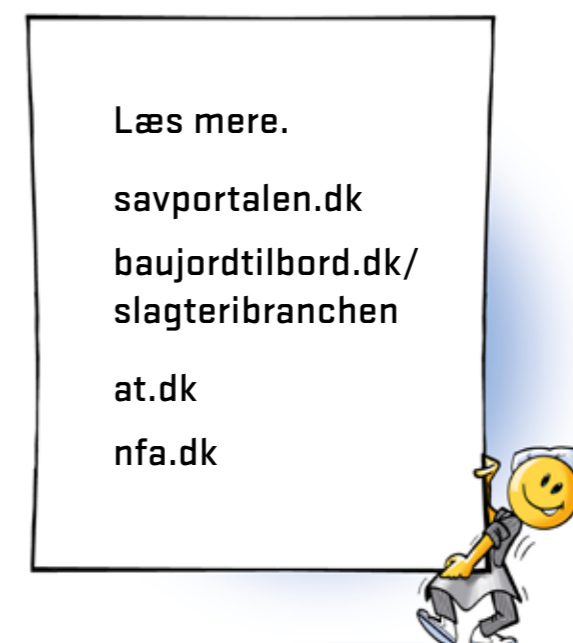 Læs mere.
savportalen.dk
baujordtilbord.dk/
slagteribranchen
at.dk
nfa.dk